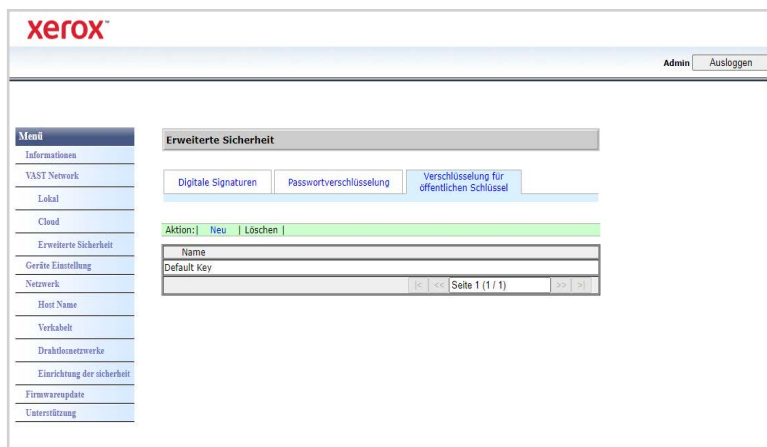 xerox™
Admin Ausloggen
Menü
Informationen
VAST Network
Lokal
Cloud
Erweiterte Sicherheit
Geräte Einstellung
Netzwerk
Host Name
Verkabelt
Drahtlosnetzwerke
Einrichtung der sicherheit
Firmwareupdate
Unterstützung
Erweiterte Sicherheit
Digitale Signaturen
Passwortverschlüsselung
Verschlüsselung für
öffentlichen Schlüssel
Aktion:| Neu | Löschen |
Name
Default Key
|< << Seite 1 (1 / 1) >> >|